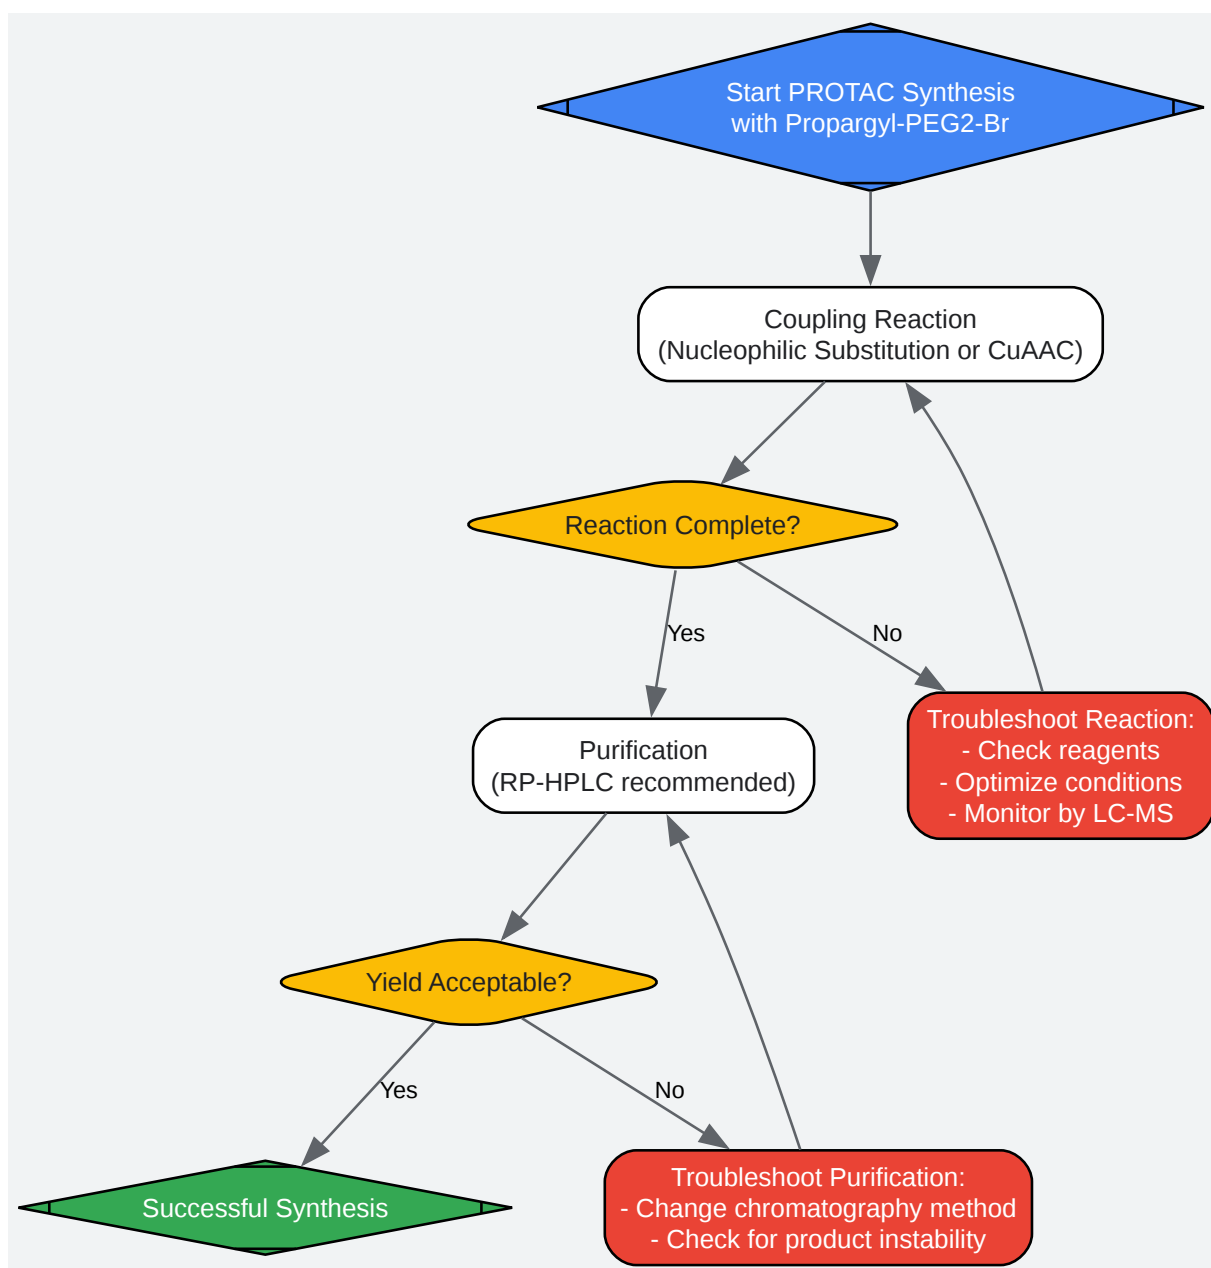 Start PROTAC Synthesis
with Propargyl-PEG2-Br
Coupling Reaction
(Nucleophilic Substitution or CuAAC)
Reaction Complete?
Yes
No
Troubleshoot Reaction:
- Check reagents
- Optimize conditions
- Monitor by LC-MS
Purification
(RP-HPLC recommended)
Yield Acceptable?
Yes
No
Successful Synthesis
Troubleshoot Purification:
- Change chromatography method
- Check for product instability